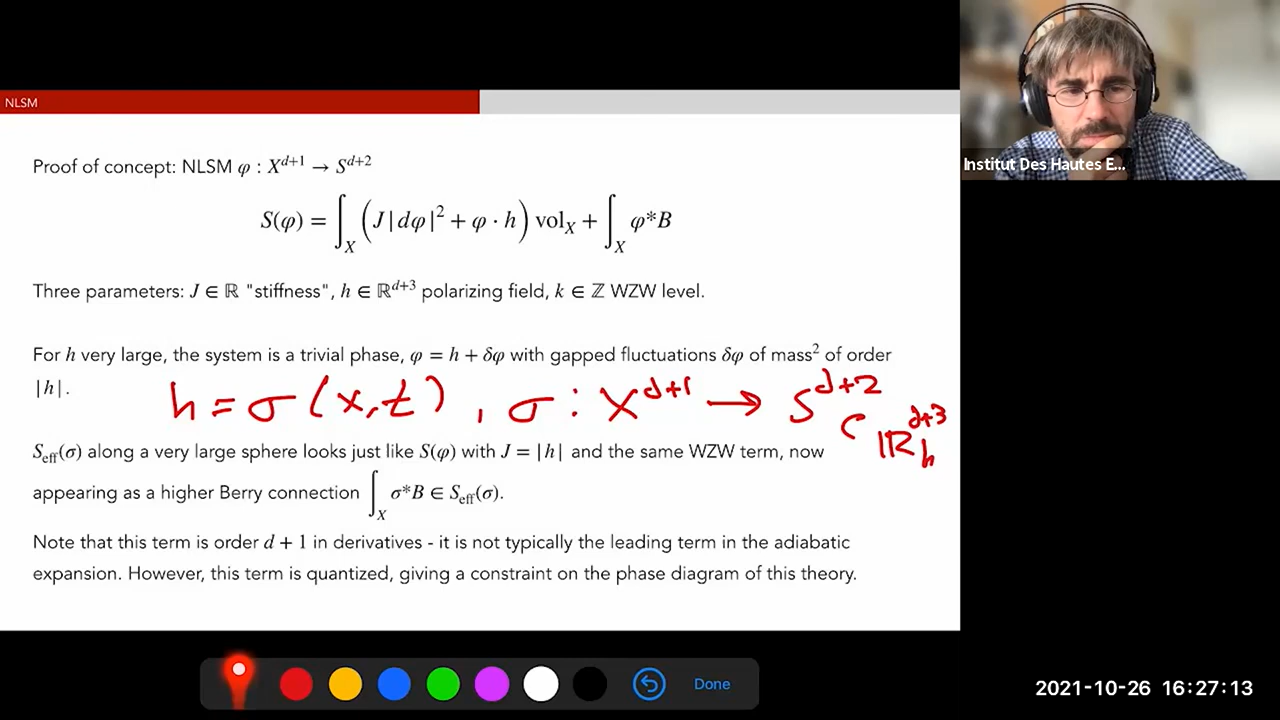 NLSM
Proof of concept: NLSM φ : X^{d+1} → S^{d+2}
S(φ) = ∫_X (J|dφ|² + φ · h) vol_X + ∫_X φ*B
Three parameters: J ∈ ℝ "stiffness", h ∈ ℝ^{d+3} polarizing field, k ∈ ℤ WZW level.
For h very large, the system is a trivial phase, φ = h + δφ with gapped fluctuations δφ of mass² of order
|h|.
h = σ(x,t), σ : X^{d+1} → S^{d+2}
⊂ ℝ_h^{d+3}
S_eff(σ) along a very large sphere looks just like S(φ) with J = |h| and the same WZW term, now
appearing as a higher Berry connection ∫_X σ*B ∈ S_eff(σ).
Note that this term is order d + 1 in derivatives - it is not typically the leading term in the adiabatic
expansion. However, this term is quantized, giving a constraint on the phase diagram of this theory.
Institut Des Hautes E...
Done
2021-10-26 16:27:13